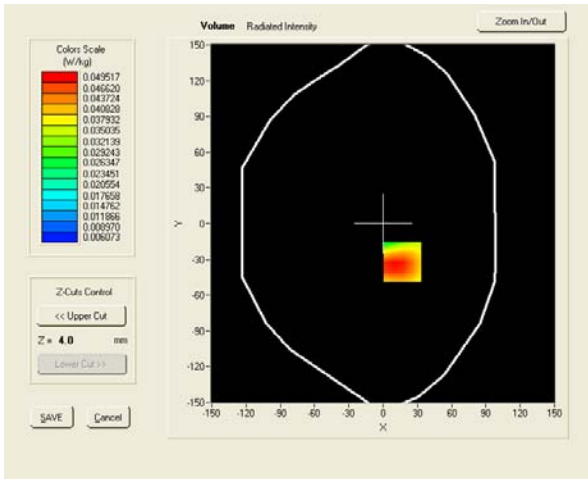 Volume Radiated Intensity
Zoom In/Out
Colors Scale
(W/kg)
0.049517
0.046620
0.043724
0.040828
0.037932
0.035035
0.032139
0.029243
0.026347
0.023451
0.020554
0.017658
0.014762
0.011866
0.008970
0.006073
Z-Cuts Control
<< Upper Cut
Z = 4.0 mm
Lower Cut >>
SAVE
Cancel
150
120
90
60
30
0
-30
-60
-90
-120
-150
Y
-150 -120 -90 -60 -30 0 30 60 90 120 150
X